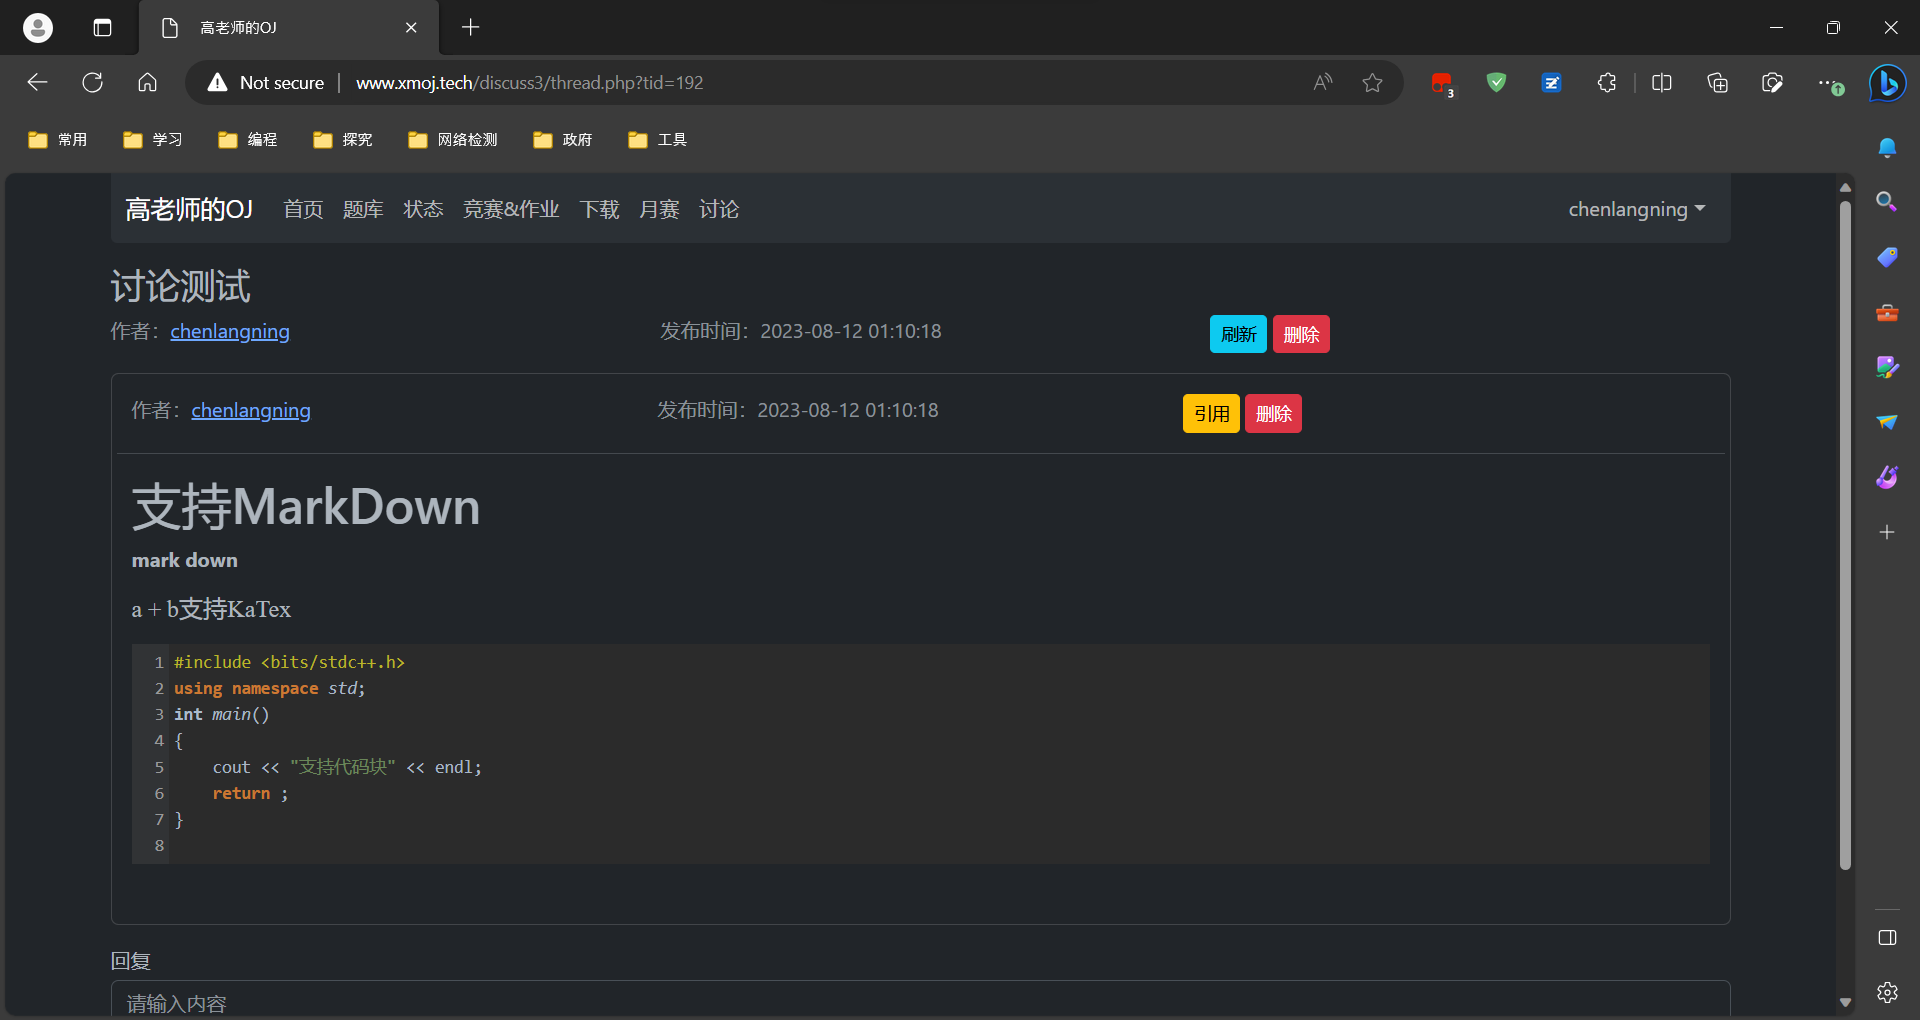 高老师的OJ
Not secure
www.xmoj.tech/discuss3/thread.php?tid=192
3
常用 学习 编程 探究 网络检测 政府 工具
高老师的OJ 首页 题库 状态 竞赛&作业 下载 月赛 讨论 chenlangning
讨论测试
作者：chenlangning 发布时间：2023-08-12 01:10:18 刷新 删除
作者：chenlangning 发布时间：2023-08-12 01:10:18 引用 删除
支持MarkDown
mark down
a + b支持KaTex
1 #include <bits/stdc++.h>
2 using namespace std;
3 int main()
4 {
5     cout << "支持代码块" << endl;
6     return ;
7 }
8
回复
请输入内容